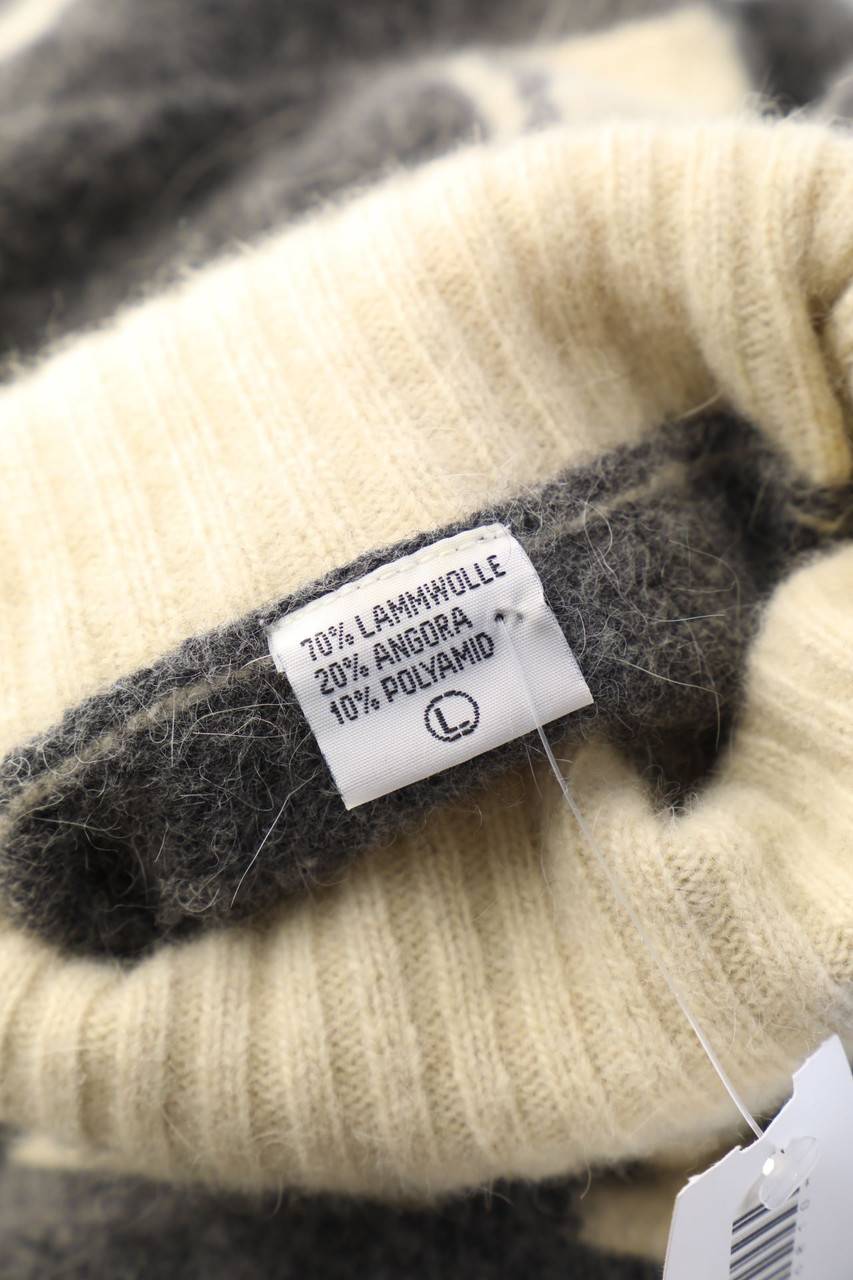 70% LAMMWOLLE
20% ANGORA
10% POLYAMID
L